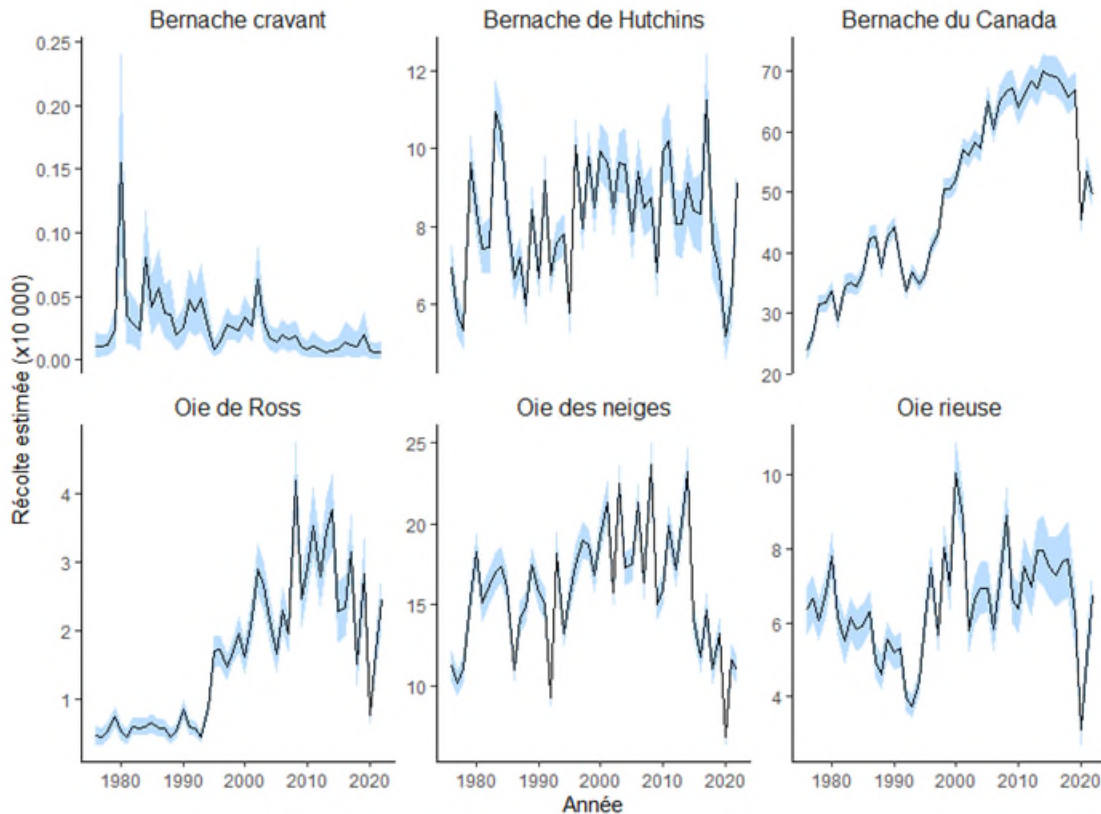 Bernache cravant
Bernache de Hutchins
Bernache du Canada
0.25
0.20
0.15
0.10
0.05
0.00
12
10
8
6
70
60
50
40
30
20
Récolte estimée (x10 000)
Oie de Ross
Oie des neiges
Oie rieuse
4
3
2
1
25
20
15
10
10
8
6
4
1980 1990 2000 2010 2020
1980 1990 2000 2010 2020
1980 1990 2000 2010 2020
Année